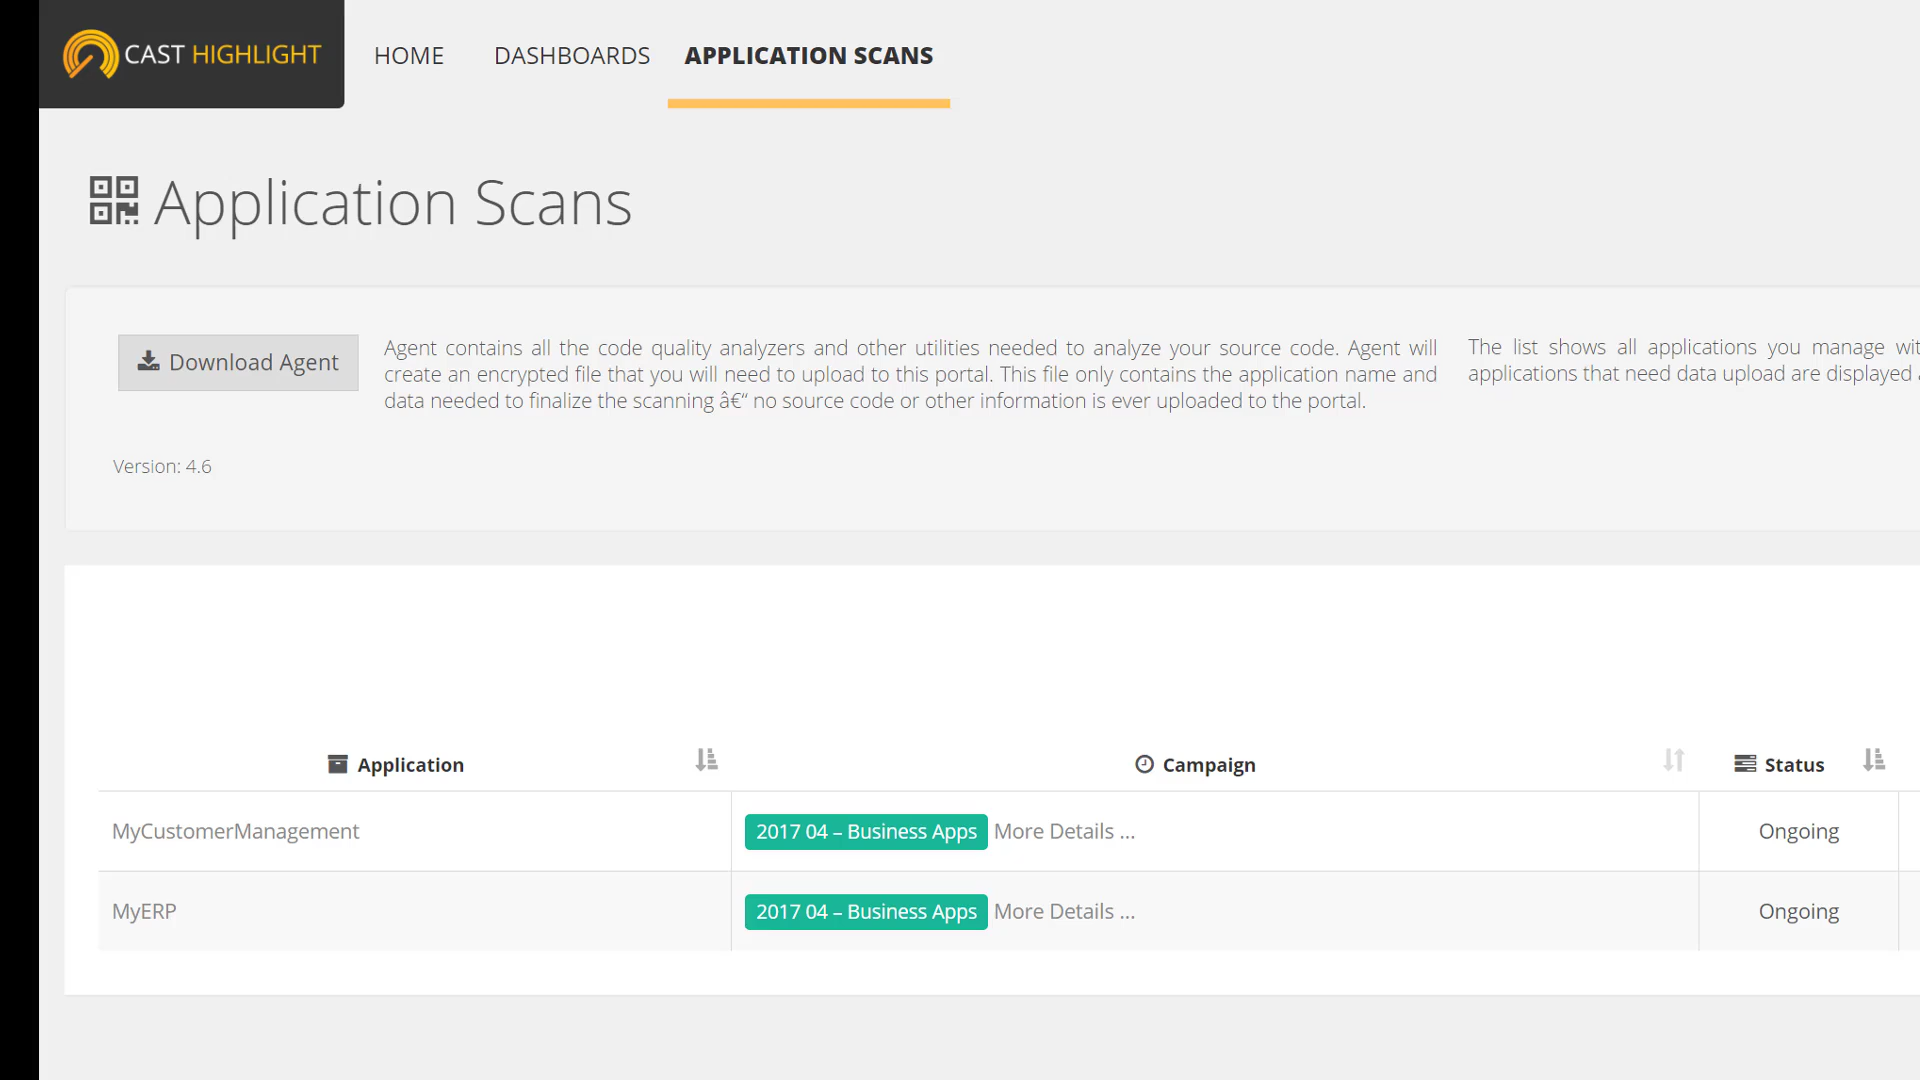 CAST HIGHLIGHT
HOME DASHBOARDS APPLICATION SCANS
Application Scans
Download Agent
Agent contains all the code quality analyzers and other utilities needed to analyze your source code. Agent will
create an encrypted file that you will need to upload to this portal. This file only contains the application name and
data needed to finalize the scanning â€“ no source code or other information is ever uploaded to the portal.
The list shows all applications you manage
applications that need data upload are displayed
Version: 4.6
Application Campaign Status
MyCustomerManagement 2017 04 – Business Apps More Details ... Ongoing
MyERP 2017 04 – Business Apps More Details ... Ongoing